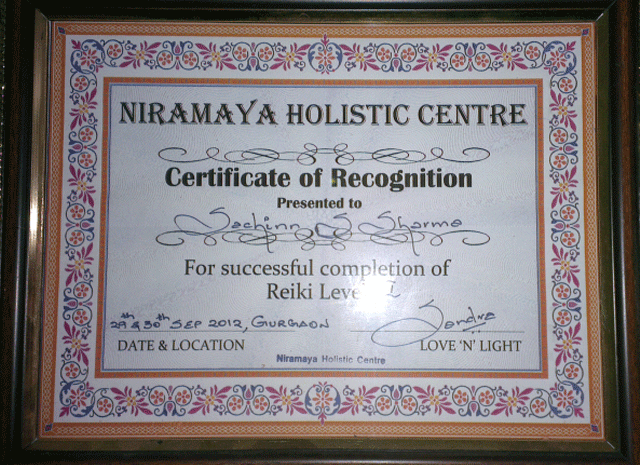 NIRAMAYA HOLISTIC CENTRE
Certificate of Recognition
Presented to
Sachinn S Sharma
For successful completion of
Reiki Level I
29th & 30th SEP 2012, GURGAON
DATE & LOCATION
LOVE 'N' LIGHT
Niramaya Holistic Centre